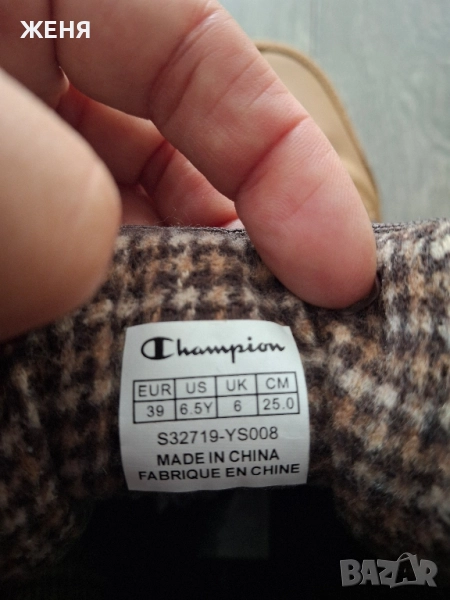 ЖЕНЯ
Champion
EUR US UK CM
39 6.5Y 6 25.0
S32719-YS008
MADE IN CHINA
FABRIQUE EN CHINE
BAZAR